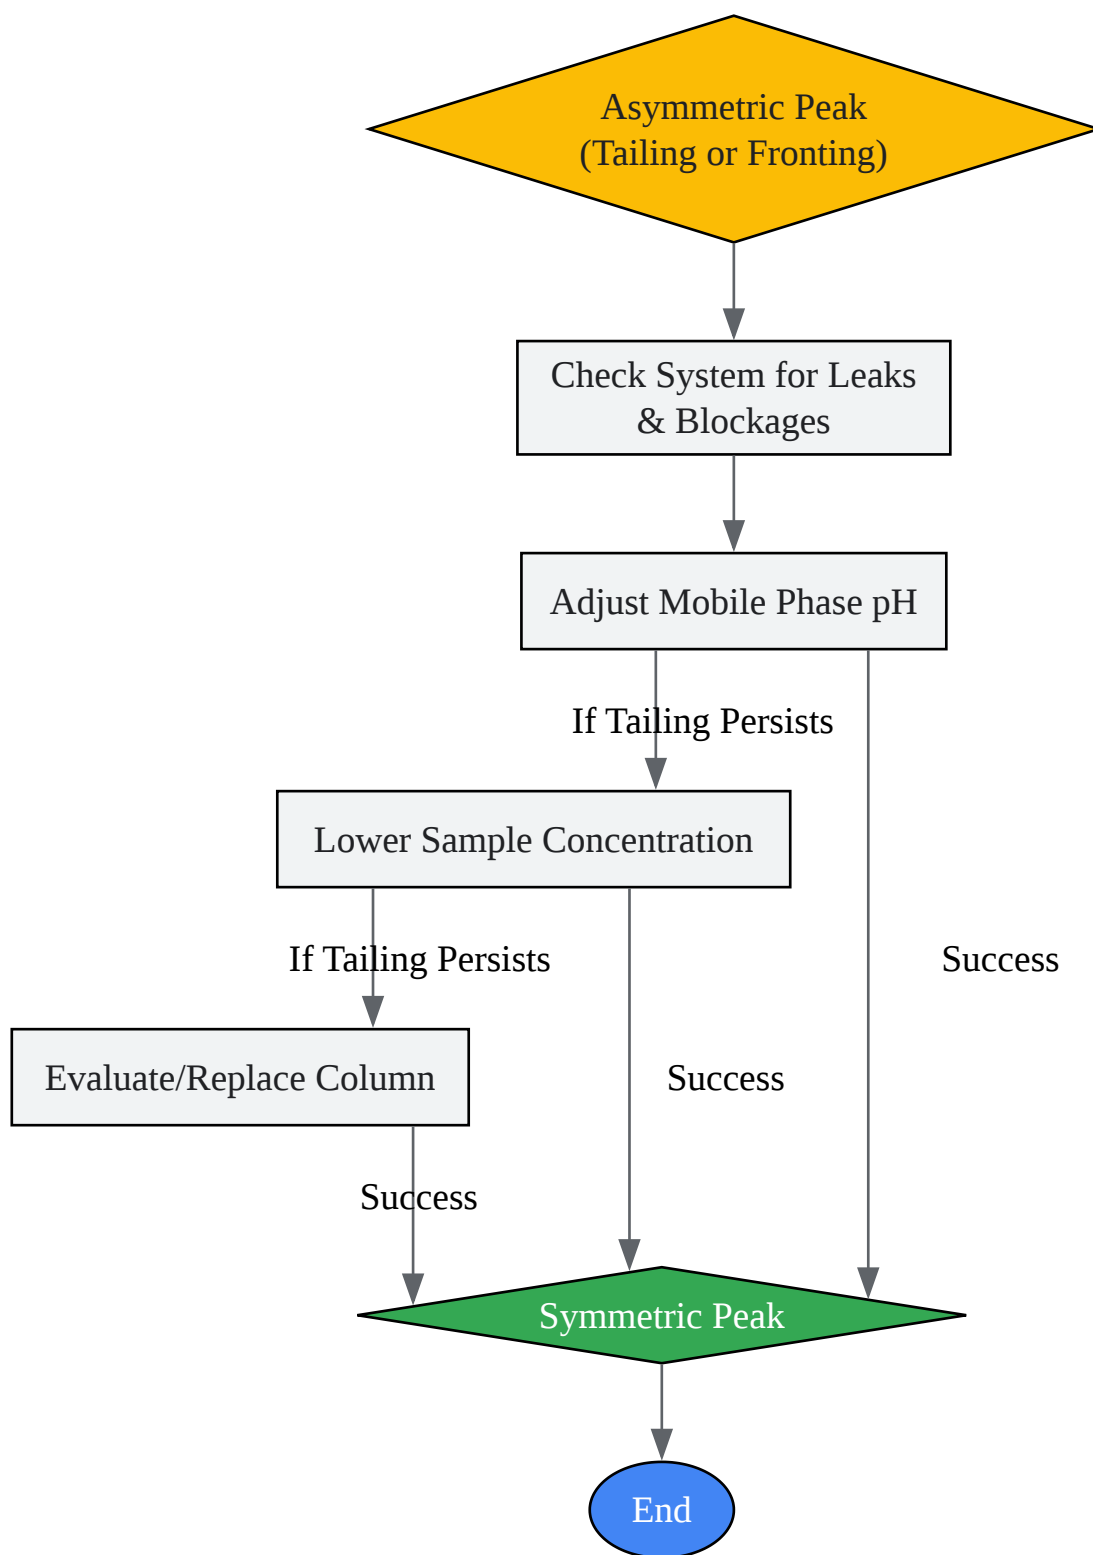 Asymmetric Peak
(Tailing or Fronting)
Check System for Leaks
& Blockages
Adjust Mobile Phase pH
If Tailing Persists
Lower Sample Concentration
If Tailing Persists
Success
Evaluate/Replace Column
Success
Success
Symmetric Peak
End